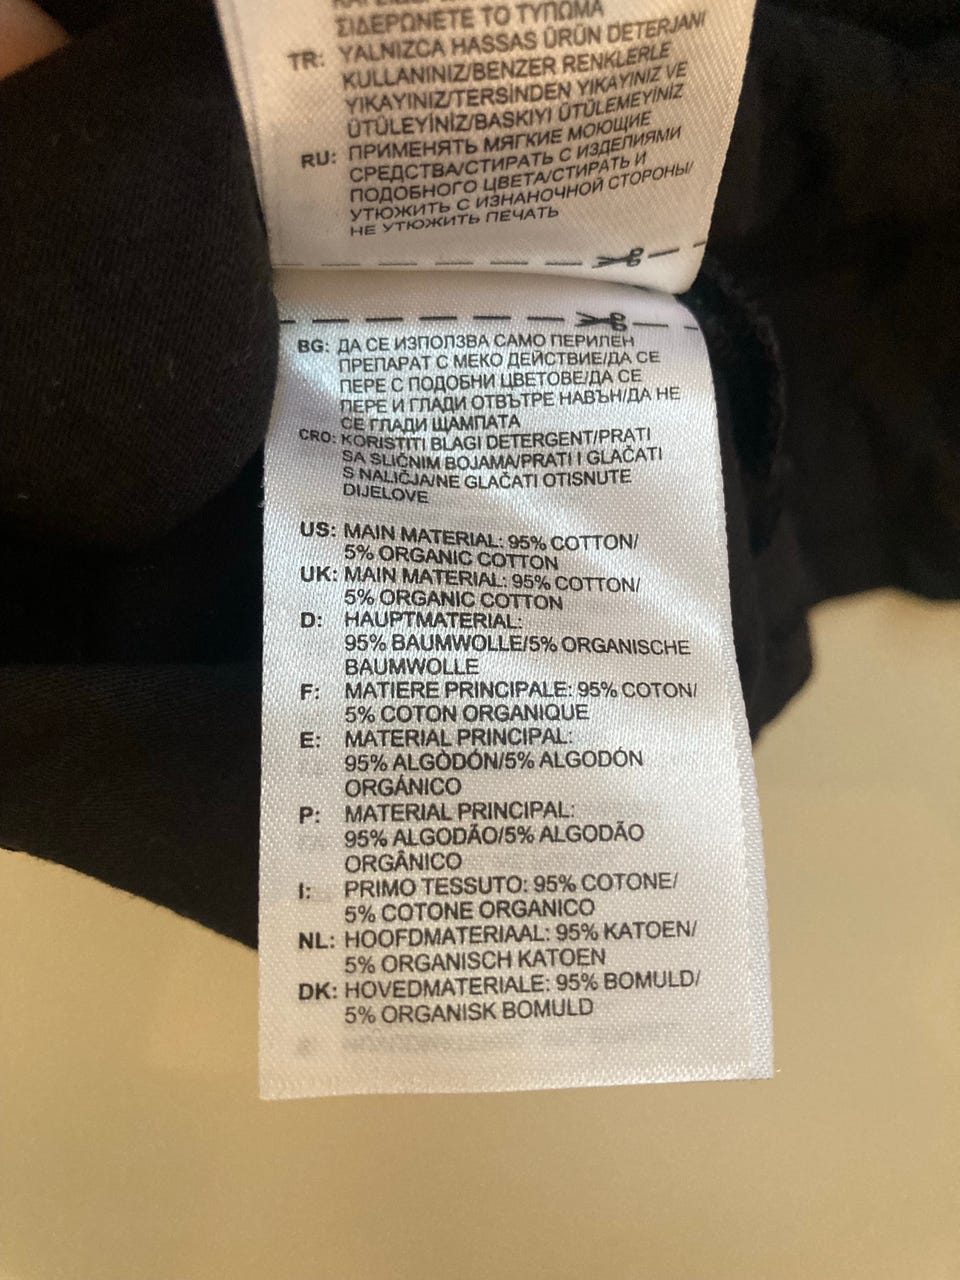 ΣΙΔΕΡΩΝΕΤΕ ΤΟ ΤΥΠΩΜΑ
TR: YALNIZCA HASSAS ÜRÜN DETERJANI
KULLANINIZ/BENZER RENKLERLE
YIKAYINIZ/TERSİNDEN YIKAYINIZ VE
ÜTÜLEYİNİZ/BASKIYI ÜTÜLEMEYİNİZ
RU: ПРИМЕНЯТЬ МЯГКИЕ МОЮЩИЕ
СРЕДСТВА/СТИРАТЬ С ИЗДЕЛИЯМИ
ПОДОБНОГО ЦВЕТА/СТИРАТЬ И
УТЮЖИТЬ С ИЗНАНОЧНОЙ СТОРОНЫ/
НЕ УТЮЖИТЬ ПЕЧАТЬ
BG: ДА СЕ ИЗПОЛЗВА САМО ПЕРИЛЕН
ПРЕПАРАТ С МЕКО ДЕЙСТВИЕ/ДА СЕ
ПЕРЕ С ПОДОБНИ ЦВЕТОВЕ/ДА СЕ
ПЕРЕ И ГЛАДИ ОТВЪТРЕ НАВЪН/ДА НЕ
СЕ ГЛАДИ ЩАМПАТА
CRO: KORISTITI BLAGI DETERGENT/PRATI
SA SLIČNIM BOJAMA/PRATI I GLAČATI
S NALIČJA/NE GLAČATI OTISNUTE
DIJELOVE
US: MAIN MATERIAL: 95% COTTON/
5% ORGANIC COTTON
UK: MAIN MATERIAL: 95% COTTON/
5% ORGANIC COTTON
D: HAUPTMATERIAL:
95% BAUMWOLLE/5% ORGANISCHE
BAUMWOLLE
F: MATIERE PRINCIPALE: 95% COTON/
5% COTON ORGANIQUE
E: MATERIAL PRINCIPAL:
95% ALGODÓN/5% ALGODÓN
ORGÁNICO
P: MATERIAL PRINCIPAL:
95% ALGODÃO/5% ALGODÃO
ORGÂNICO
I: PRIMO TESSUTO: 95% COTONE/
5% COTONE ORGANICO
NL: HOOFDMATERIAAL: 95% KATOEN/
5% ORGANISCH KATOEN
DK: HOVEDMATERIALE: 95% BOMULD/
5% ORGANISK BOMULD